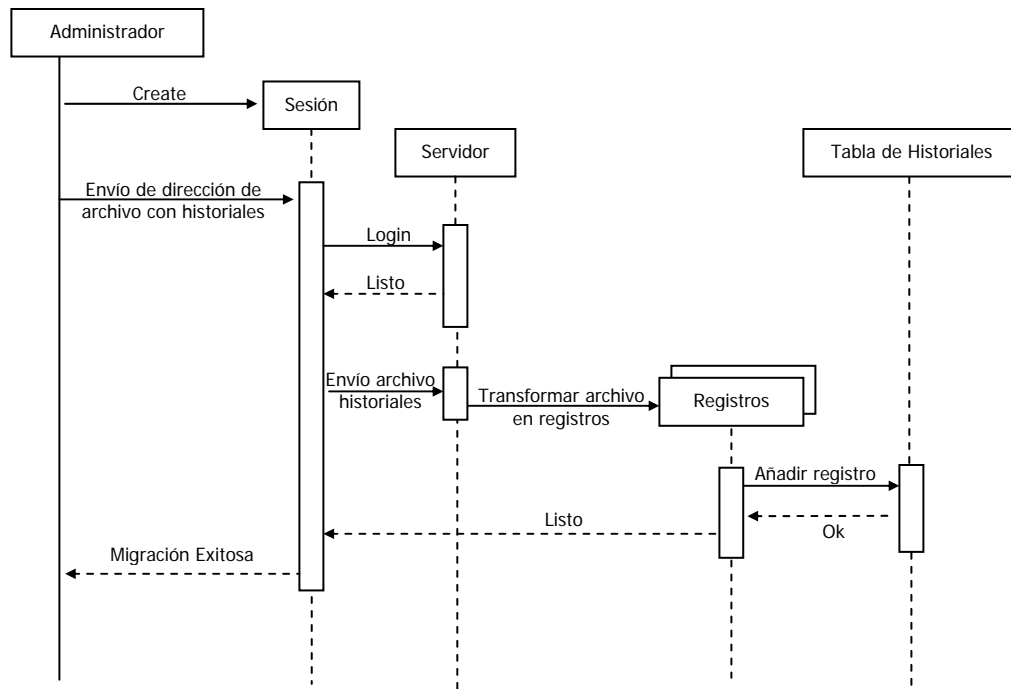 Administrador
Create
Sesión
Servidor
Tabla de Historiales
Envío de dirección de
archivo con historiales
Login
Listo
Envío archivo
historiales
Transformar archivo
en registros
Registros
Añadir registro
Listo
Ok
Migración Exitosa